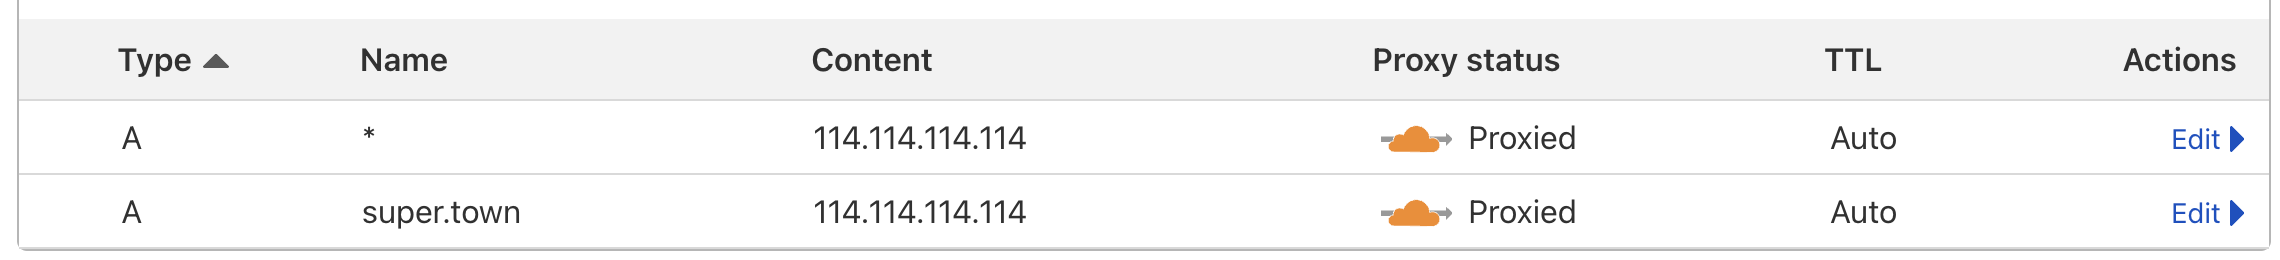 Type Name Content Proxy status TTL Actions
A * 114.114.114.114 Proxied Auto Edit
A super.town 114.114.114.114 Proxied Auto Edit